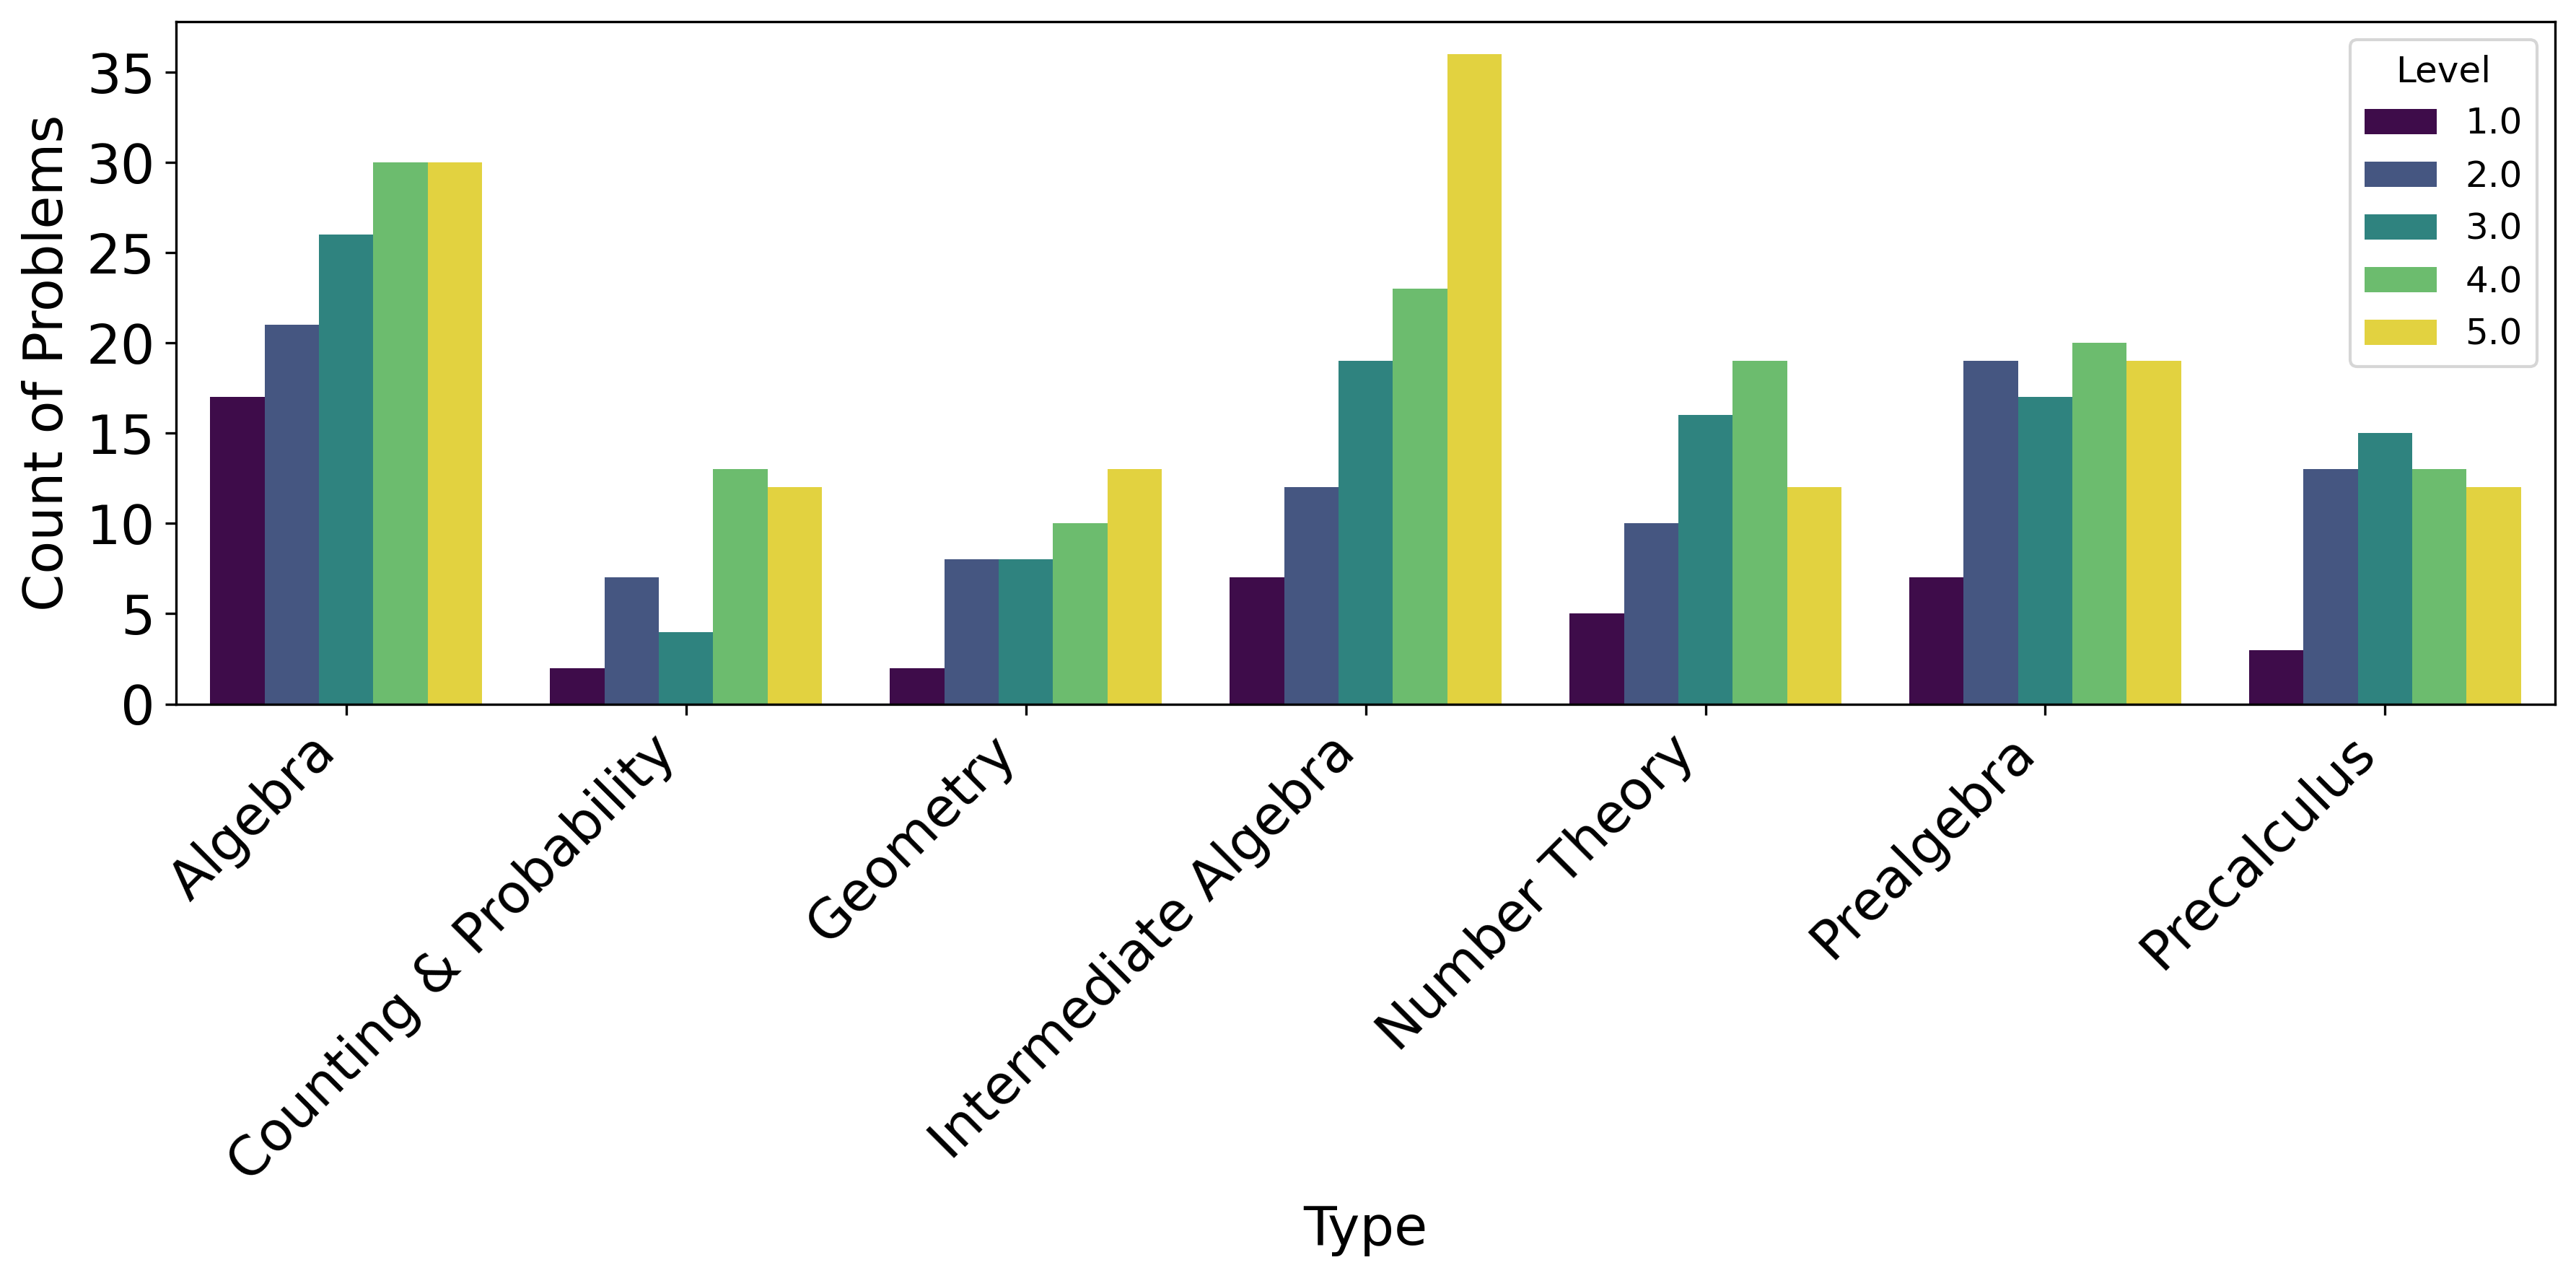 Count of Problems
35
30
25
20
15
10
5
0
Level
1.0
2.0
3.0
4.0
5.0
Algebra
Counting & Probability
Geometry
Intermediate Algebra
Number Theory
Prealgebra
Precalculus
Type